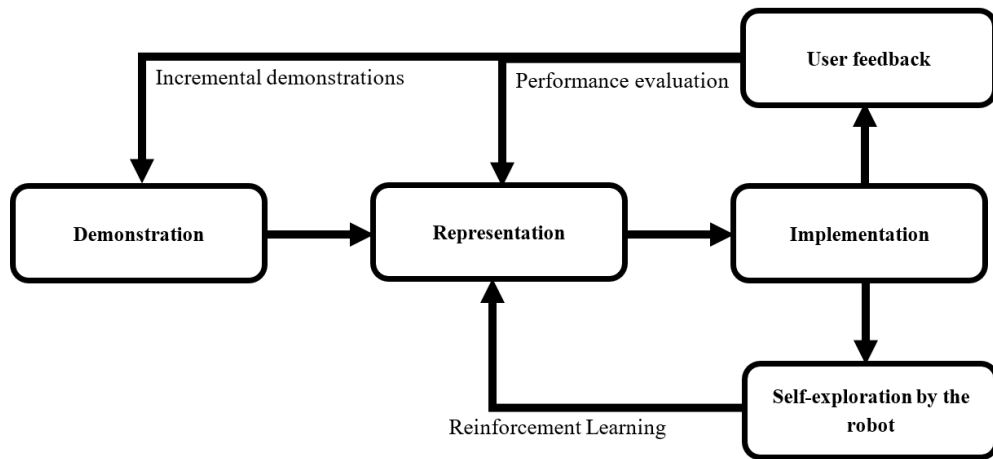 User feedback
Incremental demonstrations
Performance evaluation
Demonstration
Representation
Implementation
Self-exploration by the
robot
Reinforcement Learning